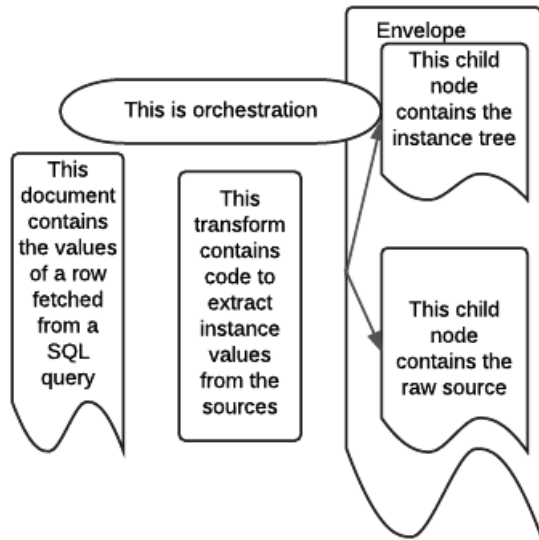 Envelope
This child
node
contains the
instance tree
This is orchestration
This
document
contains
the values
of a row
fetched
from a
SQL
query
This
transform
contains
code to
extract
instance
values
from the
sources
This child
node
contains the
raw source